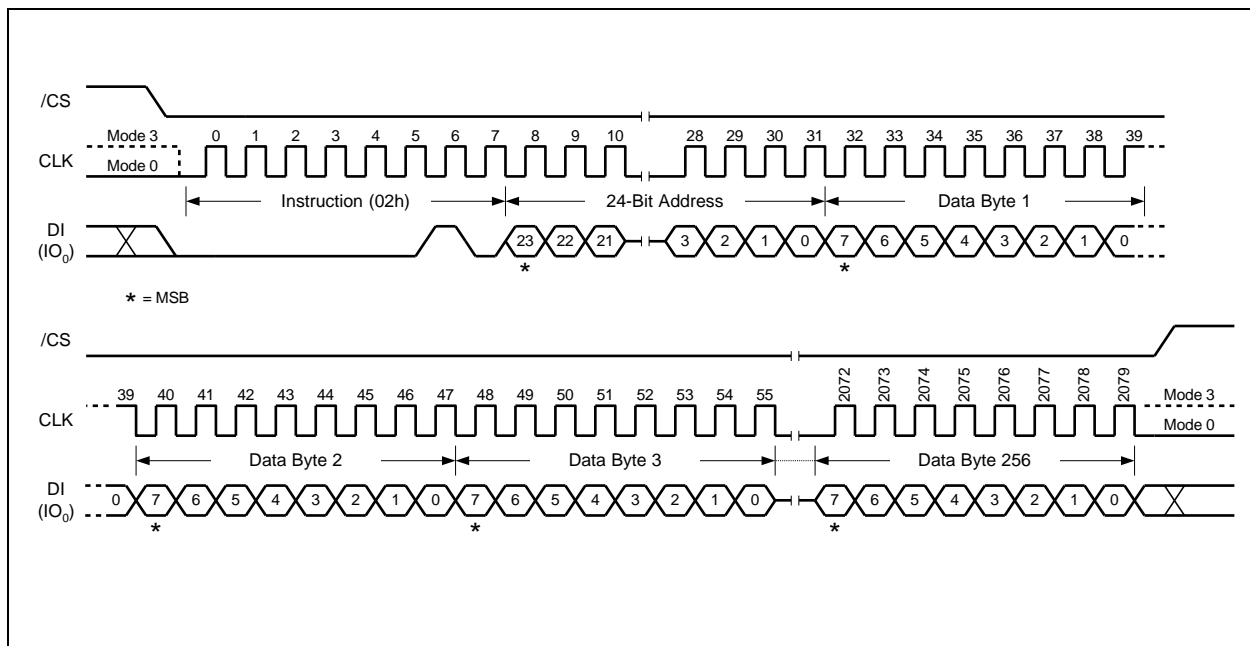 /CS
Mode 3
0 1 2 3 4 5 6 7 8 9 10 28 29 30 31 32 33 34 35 36 37 38 39
CLK
Mode 0
Instruction (02h) 24-Bit Address Data Byte 1
DI
(IO0)
23 22 21 3 2 1 0 7 6 5 4 3 2 1 0
* *
* = MSB
/CS
39 40 41 42 43 44 45 46 47 48 49 50 51 52 53 54 55 2072 2073 2074 2075 2076 2077 2078 2079
Mode 3
CLK
Mode 0
Data Byte 2 Data Byte 3 Data Byte 256
DI
(IO0)
0 7 6 5 4 3 2 1 0 7 6 5 4 3 2 1 0 7 6 5 4 3 2 1 0
* * *